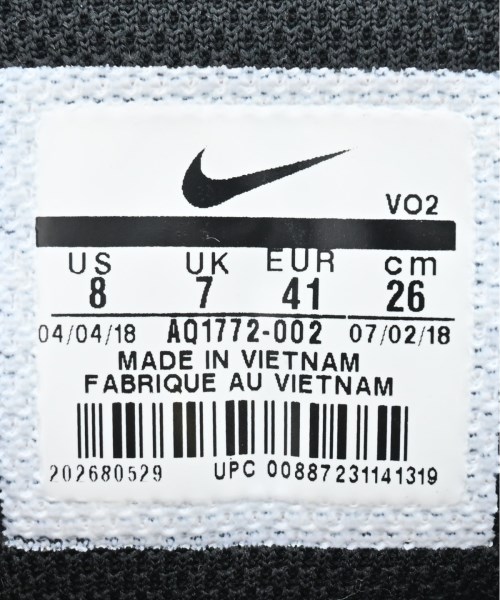 VO2
US UK EUR cm
8 7 41 26
04/04/18 AQ1772-002 07/02/18
MADE IN VIETNAM
FABRIQUE AU VIETNAM
202680529 UPC 00887231141319